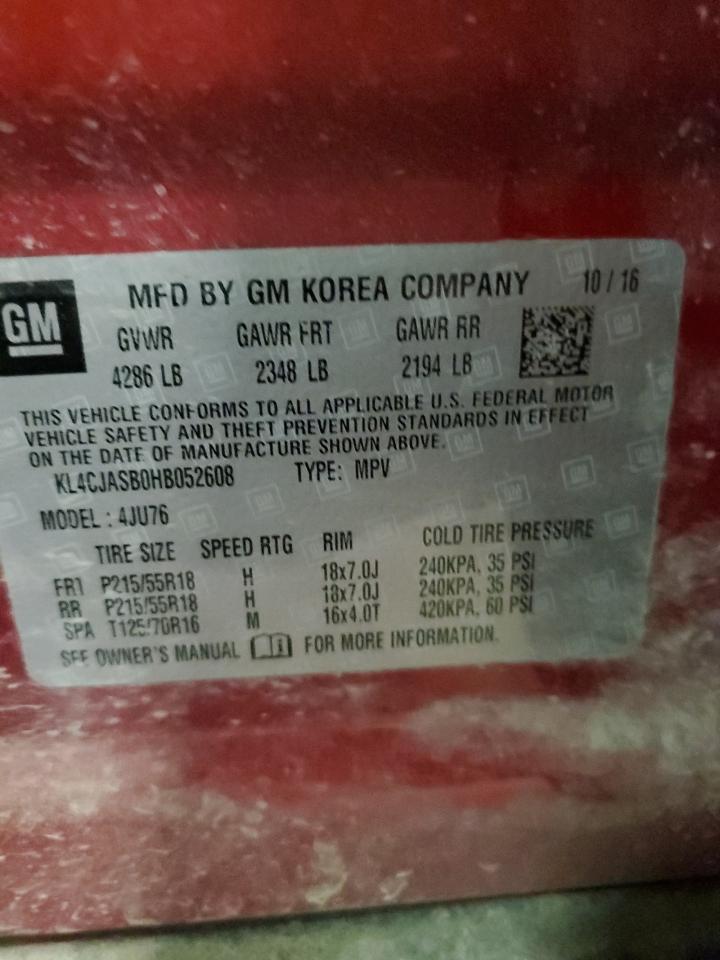 GM
MFD BY GM KOREA COMPANY 10/16
GVWR GAWR FRT GAWR RR
4286 LB 2348 LB 2194 LB
THIS VEHICLE CONFORMS TO ALL APPLICABLE U.S. FEDERAL MOTOR
VEHICLE SAFETY AND THEFT PREVENTION STANDARDS IN EFFECT
ON THE DATE OF MANUFACTURE SHOWN ABOVE.
KL4CJASB0HB052608 TYPE: MPV
MODEL : 4JU76
TIRE SIZE SPEED RTG RIM COLD TIRE PRESSURE
FRT P215/55R18 H 18x7.0J 240KPA, 35 PSI
RR P215/55R18 H 18x7.0J 240KPA, 35 PSI
SPA T125/70R16 M 16x4.0T 420KPA, 60 PSI
SEE OWNER'S MANUAL FOR MORE INFORMATION.